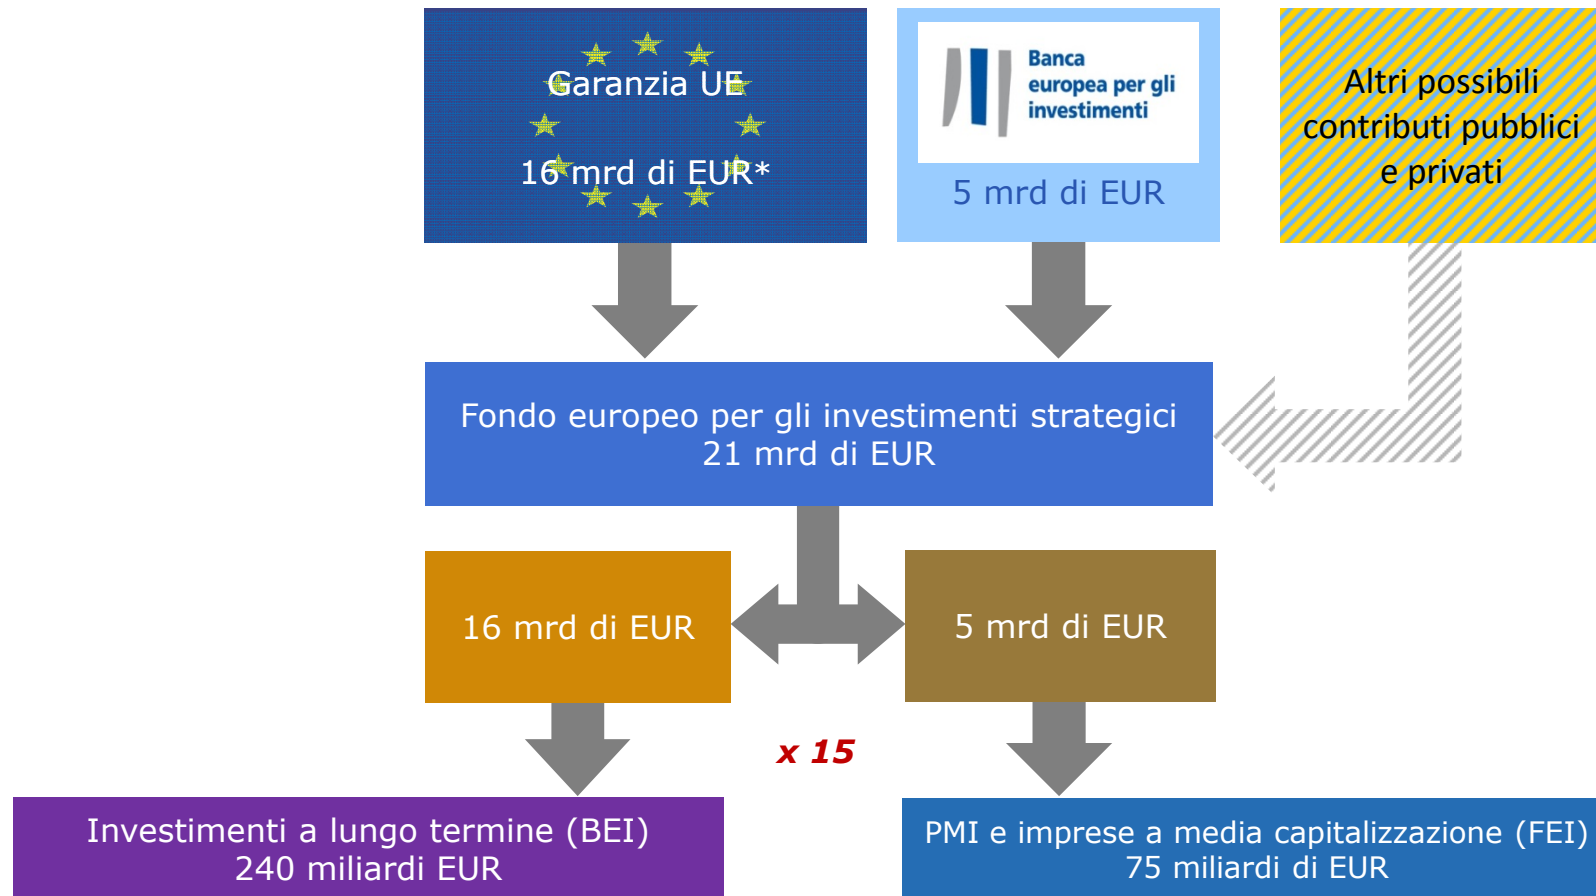 Garanzia UE
16 mrd di EUR*
Banca
europea per gli
investimenti
5 mrd di EUR
Altri possibili
contributi pubblici
e privati
Fondo europeo per gli investimenti strategici
21 mrd di EUR
16 mrd di EUR
5 mrd di EUR
x 15
Investimenti a lungo termine (BEI)
240 miliardi EUR
PMI e imprese a media capitalizzazione (FEI)
75 miliardi di EUR